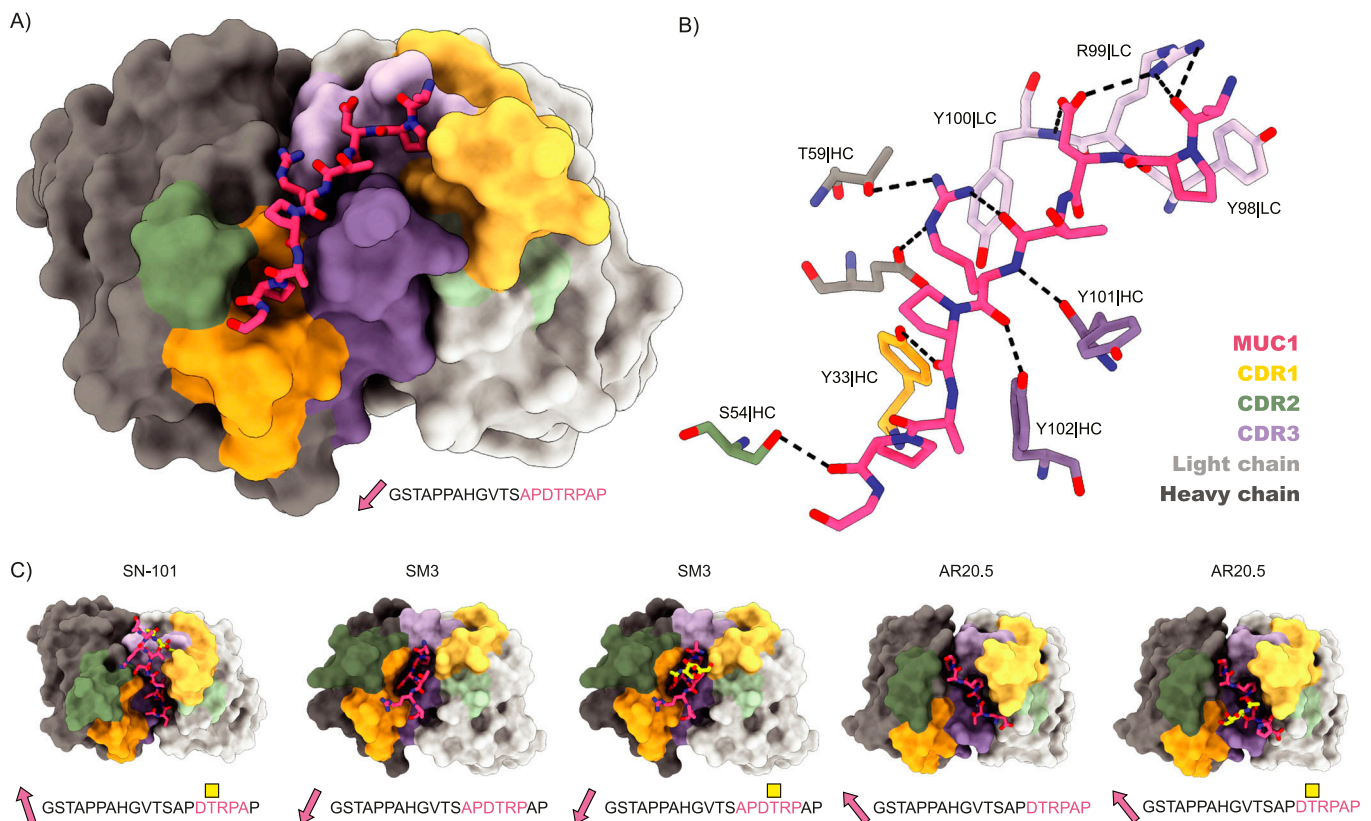 A)
B)
R99|LC
Y100|LC
T59|HC
Y98|LC
Y101|HC
Y33|HC
S54|HC
Y102|HC
MUC1
CDR1
CDR2
CDR3
Light chain
Heavy chain
GSTAPPAHGVTSAPDTRPAP
C)
SN-101
SM3
SM3
AR20.5
AR20.5
GSTAPPAHGVTSAPDTRPAP
GSTAPPAHGVTSAPDTRPAP
GSTAPPAHGVTSAPDTRPAP
GSTAPPAHGVTSAPDTRPAP
GSTAPPAHGVTSAPDTRPAP